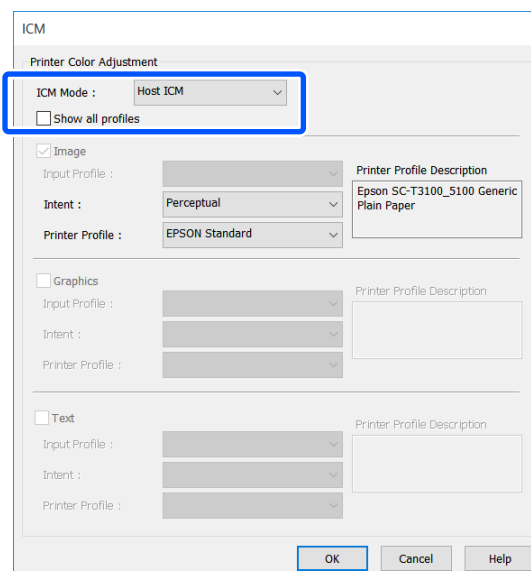 ICM
Printer Color Adjustment
ICM Mode : Host ICM
Show all profiles
Image
Input Profile :
Printer Profile Description
Intent : Perceptual
Epson SC-T3100_5100 Generic
Plain Paper
Printer Profile : EPSON Standard
Graphics
Input Profile :
Printer Profile Description
Intent :
Printer Profile :
Text
Input Profile :
Printer Profile Description
Intent :
Printer Profile :
OK Cancel Help